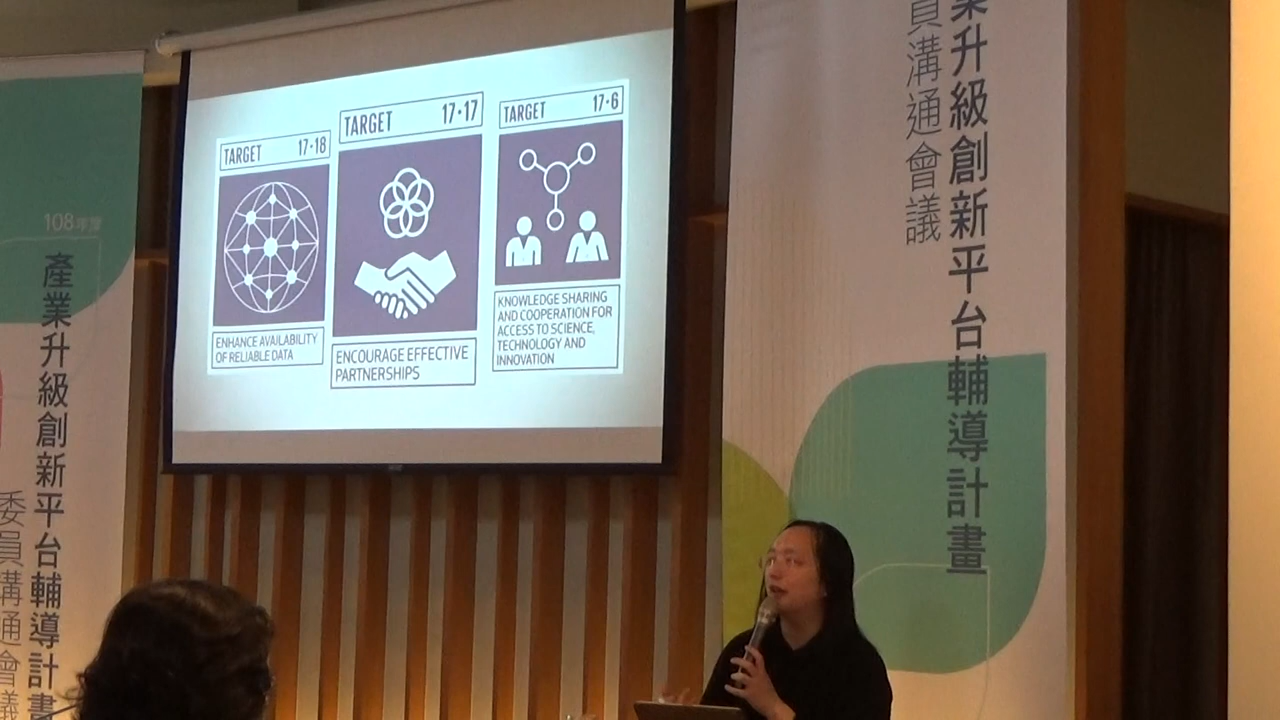 108年度
產業升級創新平台輔導計畫
委員溝通會議
TARGET 17·18
ENHANCE AVAILABILITY
OF RELIABLE DATA
TARGET 17·17
ENCOURAGE EFFECTIVE
PARTNERSHIPS
TARGET 17·6
KNOWLEDGE SHARING
AND COOPERATION FOR
ACCESS TO SCIENCE,
TECHNOLOGY AND
INNOVATION
業升級創新平台輔導計畫
員溝通會議